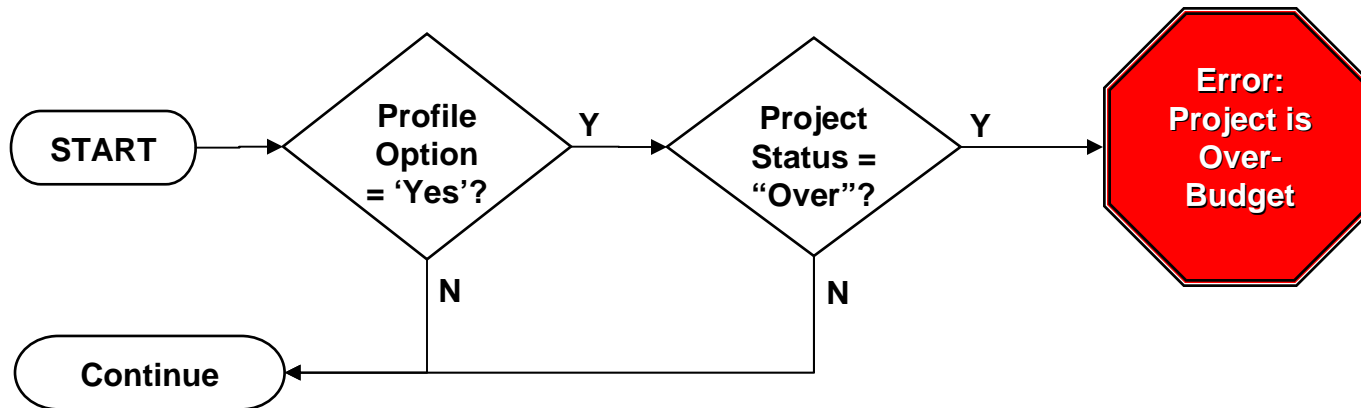 START
Profile
Option
= ‘Yes’?
Y
Project
Status =
“Over”?
Y
Error:
Project is
Over-
Budget
N
N
Continue